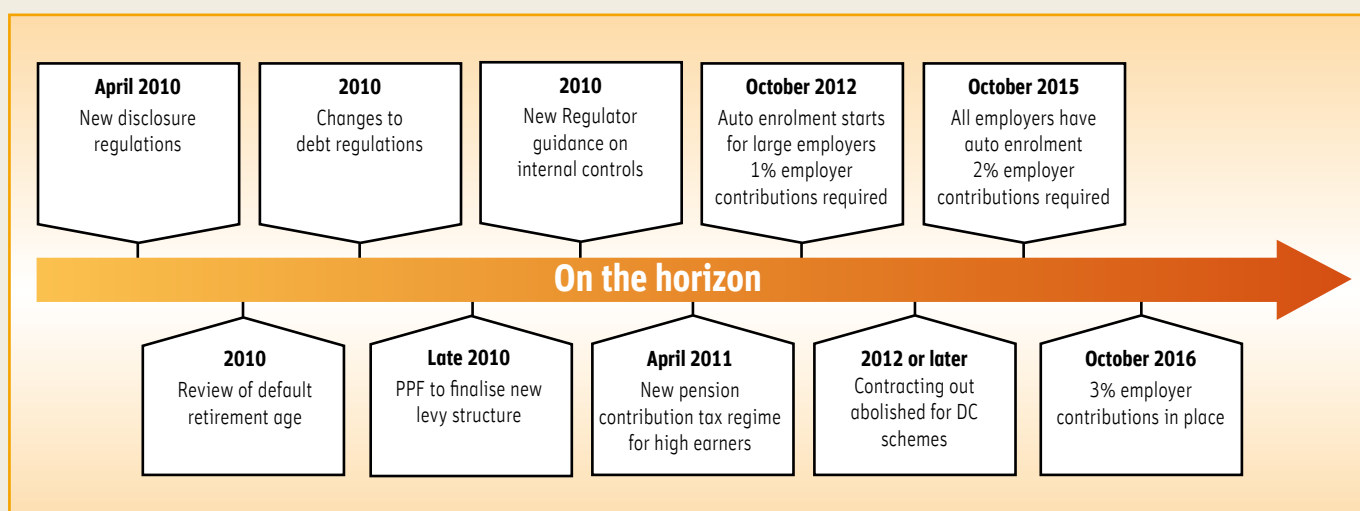 April 2010
New disclosure
regulations
2010
Changes to
debt regulations
2010
New Regulator
guidance on
internal controls
October 2012
Auto enrolment starts
for large employers
1% employer
contributions required
October 2015
All employers have
auto enrolment
2% employer
contributions required
On the horizon
2010
Review of default
retirement age
Late 2010
PPF to finalise new
levy structure
April 2011
New pension
contribution tax regime
for high earners
2012 or later
Contracting out
abolished for DC
schemes
October 2016
3% employer
contributions in place